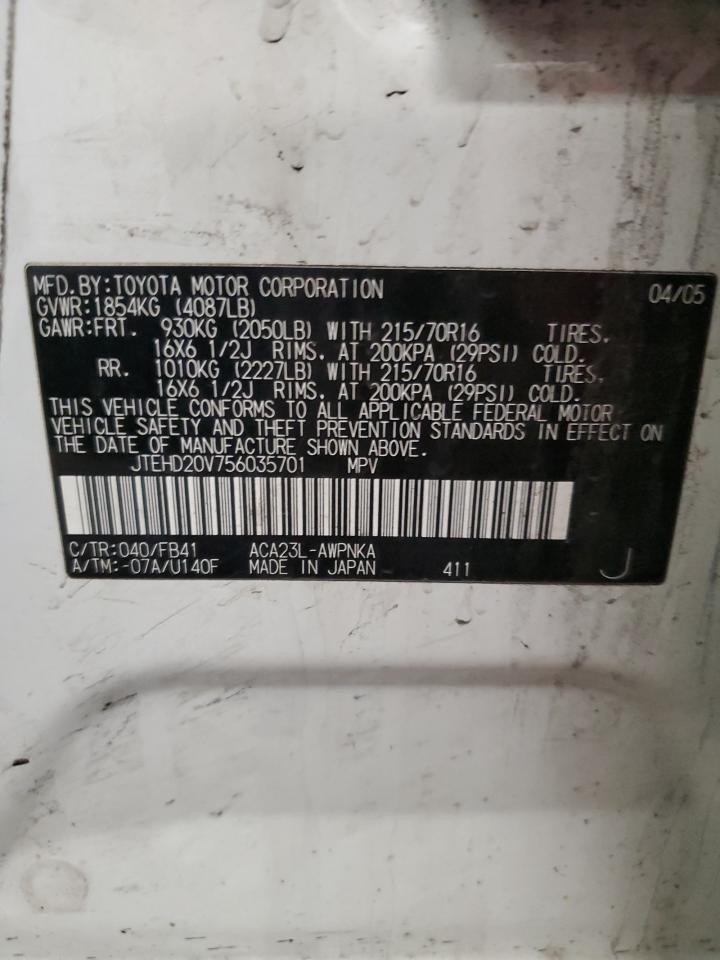 MFD.BY:TOYOTA MOTOR CORPORATION 04/05
GVWR:1854KG (4087LB)
GAWR:FRT. 930KG (2050LB) WITH 215/70R16 TIRES.
16X6 1/2J RIMS. AT 200KPA (29PSI) COLD.
RR. 1010KG (2227LB) WITH 215/70R16 TIRES,
16X6 1/2J RIMS. AT 200KPA (29PSI) COLD.
THIS VEHICLE CONFORMS TO ALL APPLICABLE FEDERAL MOTOR
VEHICLE SAFETY AND THEFT PREVENTION STANDARDS IN EFFECT ON
THE DATE OF MANUFACTURE SHOWN ABOVE.
JTEHD20V756035701 MPV
C/TR:040/FB41 ACA23L-AWPNKA
A/TM:-07A/U140F MADE IN JAPAN 411 J